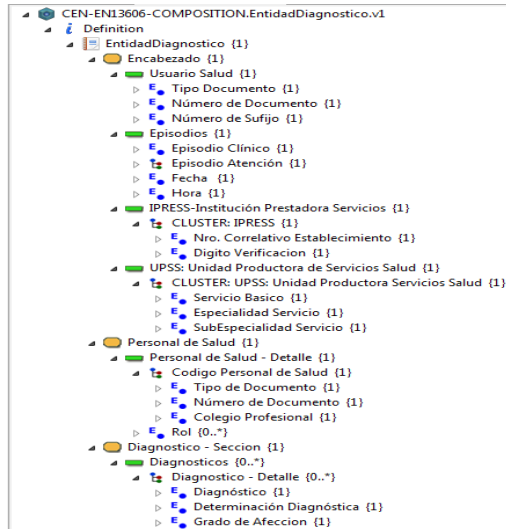 CEN-EN13606-COMPOSITION.EntidadDiagnostico.v1
Definition
EntidadDiagnostico {1}
Encabezado {1}
Usuario Salud {1}
Tipo Documento {1}
Número de Documento {1}
Número de Sufijo {1}
Episodios {1}
Episodio Clínico {1}
Episodio Atención {1}
Fecha {1}
Hora {1}
IPRESS-Institución Prestadora Servicios {1}
CLUSTER: IPRESS {1}
Nro. Correlativo Establecimiento {1}
Digito Verificacion {1}
UPSS: Unidad Productora de Servicios Salud {1}
CLUSTER: UPSS: Unidad Productora Servicios Salud {1}
Servicio Basico {1}
Especialidad Servicio {1}
SubEspecialidad Servicio {1}
Personal de Salud {1}
Personal de Salud - Detalle {1}
Codigo Personal de Salud {1}
Tipo de Documento {1}
Número de Documento {1}
Colegio Profesional {1}
Rol {0..*}
Diagnostico - Seccion {1}
Diagnosticos {0..*}
Diagnostico - Detalle {0..*}
Diagnóstico {1}
Determinación Diagnóstica {1}
Grado de Afeccion {1}